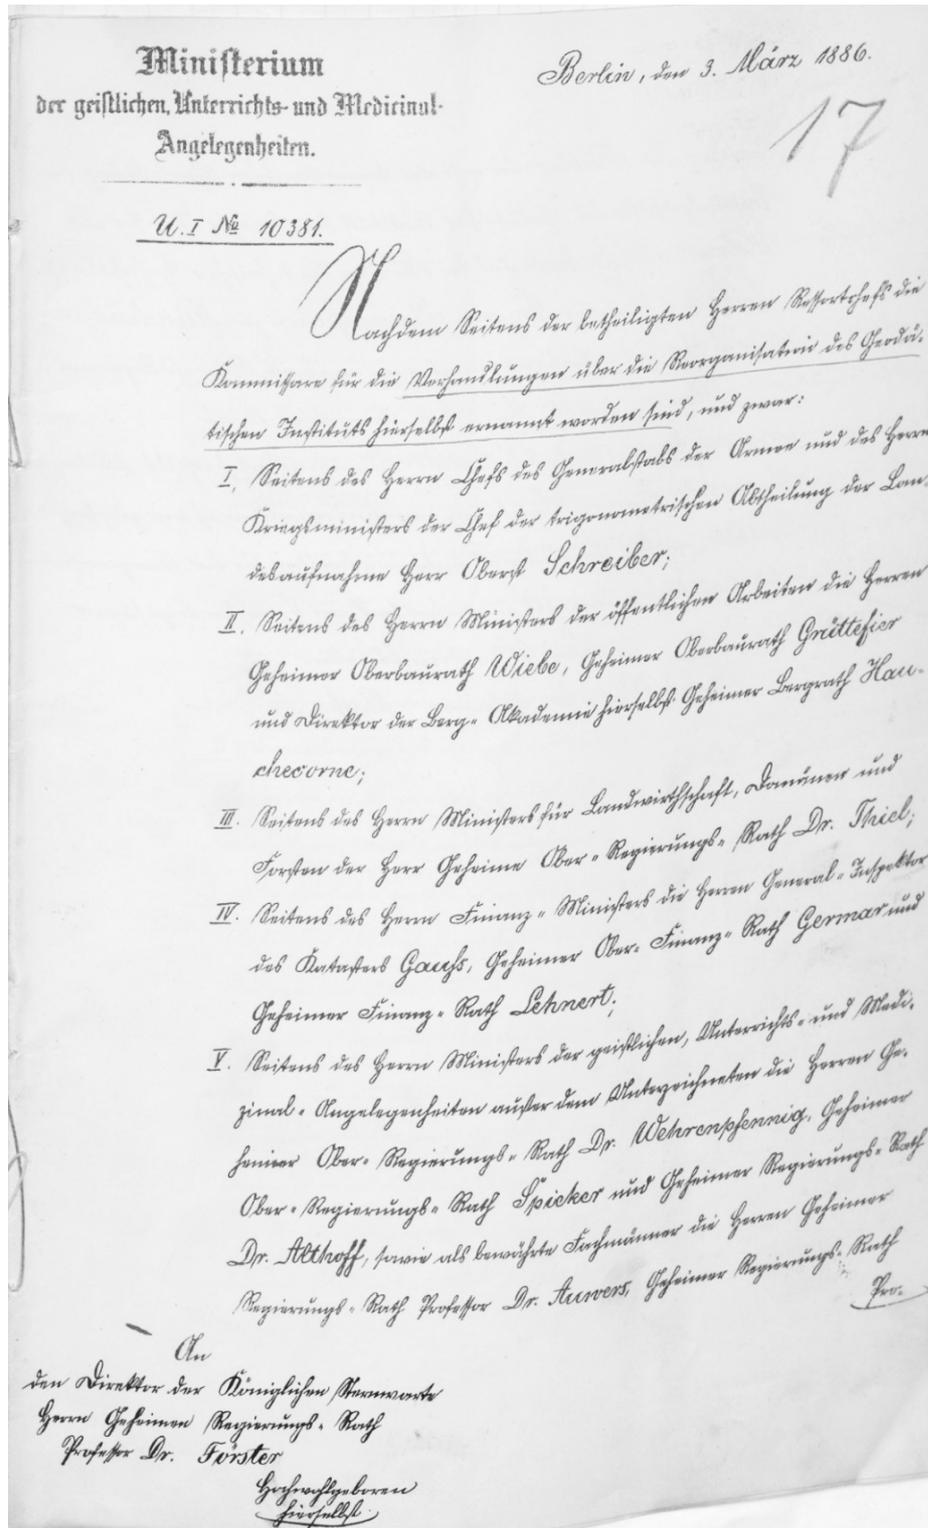 Ministerium
der geistlichen, Unterrichts- und Medicinal-
Angelegenheiten.
Berlin, den 3. März 1886.
17
U. I No 10381.
Nachdem Seitens der betheiligten Herren Ressortchefs die
Kommissare für die Verhandlungen über die Reorganisation des Geodä-
tischen Instituts hierselbst ernannt worden sind, und zwar:
I. Seitens des Herrn Chefs des Generalstabs der Armee und des Herrn
Kriegsministers der Chef der trigonometrischen Abtheilung der Lan-
desaufnahme Herr Oberst Schreiber;
II. Seitens des Herrn Ministers der öffentlichen Arbeiten die Herren
Geheimer Oberbaurath Wiebe, Geheimer Oberbaurath Grüttefien
und Direktor der Berg-Akademie hierselbst Geheimer Bergrath Hau-
checorne;
III. Seitens des Herrn Ministers für Landwirthschaft, Domänen und
Forsten der Herr Geheime Ober-Regierungs-Rath Dr. Thiel;
IV. Seitens des Herrn Finanz-Ministers die Herren General-Inspektor
des Katasters Gauß, Geheimer Ober-Finanz-Rath Germar und
Geheimer Finanz-Rath Lehnert;
V. Seitens des Herrn Ministers der geistlichen, Unterrichts- und Medi-
zinal-Angelegenheiten außer dem Unterzeichneten die Herren Ge-
heimer Ober-Regierungs-Rath Dr. Wehrenpfennig, Geheimer
Ober-Regierungs-Rath Spieker und Geheimer Regierungs-Rath
Dr. Althoff, sowie als bewährte Fachmänner die Herren Geheimer
Regierungs-Rath Professor Dr. Auwers, Geheimer Regierungs-Rath
Pro-
An
den Direktor der Königlichen Sternwarte
Herrn Geheimen Regierungs-Rath
Professor Dr. Förster
Hochwohlgeboren
hierselbst.